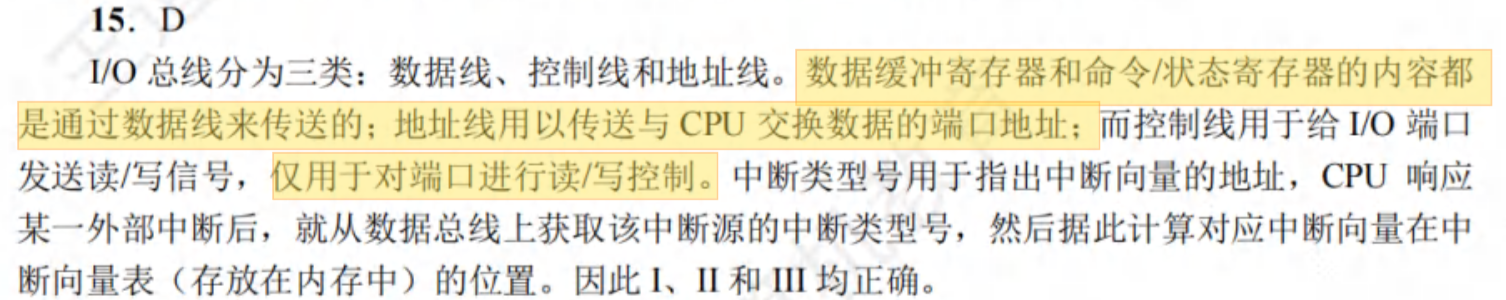 15. D
I/O 总线分为三类：数据线、控制线和地址线。数据缓冲寄存器和命令/状态寄存器的内容都
是通过数据线来传送的；地址线用以传送与 CPU 交换数据的端口地址；而控制线用于给 I/O 端口
发送读/写信号，仅用于对端口进行读/写控制。中断类型号用于指出中断向量的地址，CPU 响应
某一外部中断后，就从数据总线上获取该中断源的中断类型号，然后据此计算对应中断向量在中
断向量表（存放在内存中）的位置。因此 I、II 和 III 均正确。